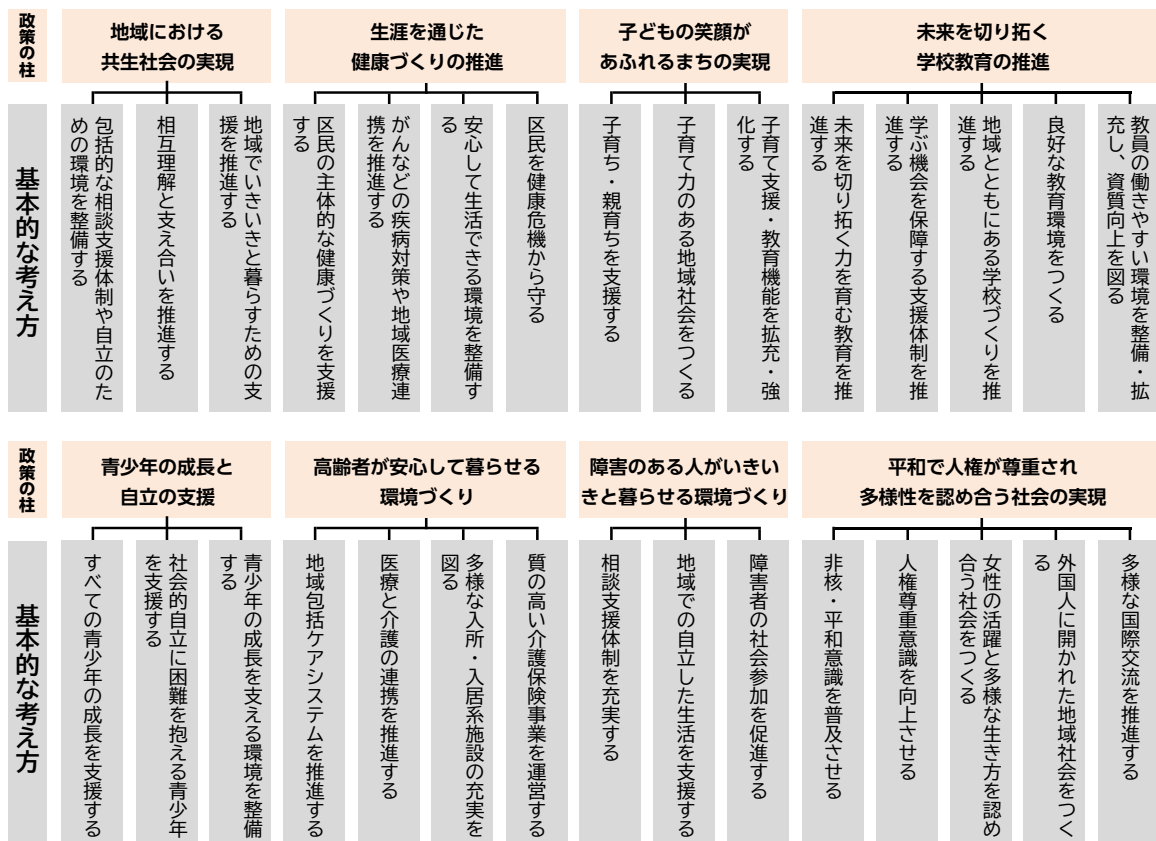 政策の柱
地域における
共生社会の実現
生涯を通じた
健康づくりの推進
子どもの笑顔が
あふれるまちの実現
未来を切り拓く
学校教育の推進
基本的な考え方
包括的な相談支援体制や自立のた
めの環境を整備する
相互理解と支え合いを推進する
地域でいきいきと暮らすための支
援を推進する
区民の主体的な健康づくりを支援
する
がんなどの疾病対策や地域医療連
携を推進する
安心して生活できる環境を整備す
る
区民を健康危機から守る
子育ち・親育ちを支援する
子育て力のある地域社会をつくる
子育て支援・教育機能を拡充・強
化する
未来を切り拓く力を育む教育を推
進する
学ぶ機会を保障する支援体制を推
進する
地域とともにある学校づくりを推
進する
良好な教育環境をつくる
教員の働きやすい環境を整備・拡
充し、資質向上を図る
政策の柱
青少年の成長と
自立の支援
高齢者が安心して暮らせる
環境づくり
障害のある人がいきい
きと暮らせる環境づくり
平和で人権が尊重され
多様性を認め合う社会の実現
基本的な考え方
すべての青少年の成長を支援する
社会的自立に困難を抱える青少年
を支援する
青少年の成長を支える環境を整備
する
地域包括ケアシステムを推進する
医療と介護の連携を推進する
多様な入所・入居系施設の充実を
図る
質の高い介護保険事業を運営する
相談支援体制を充実する
地域での自立した生活を支援する
障害者の社会参加を促進する
非核・平和意識を普及させる
人権尊重意識を向上させる
女性の活躍と多様な生き方を認め
合う社会をつくる
外国人に開かれた地域社会をつく
る
多様な国際交流を推進する